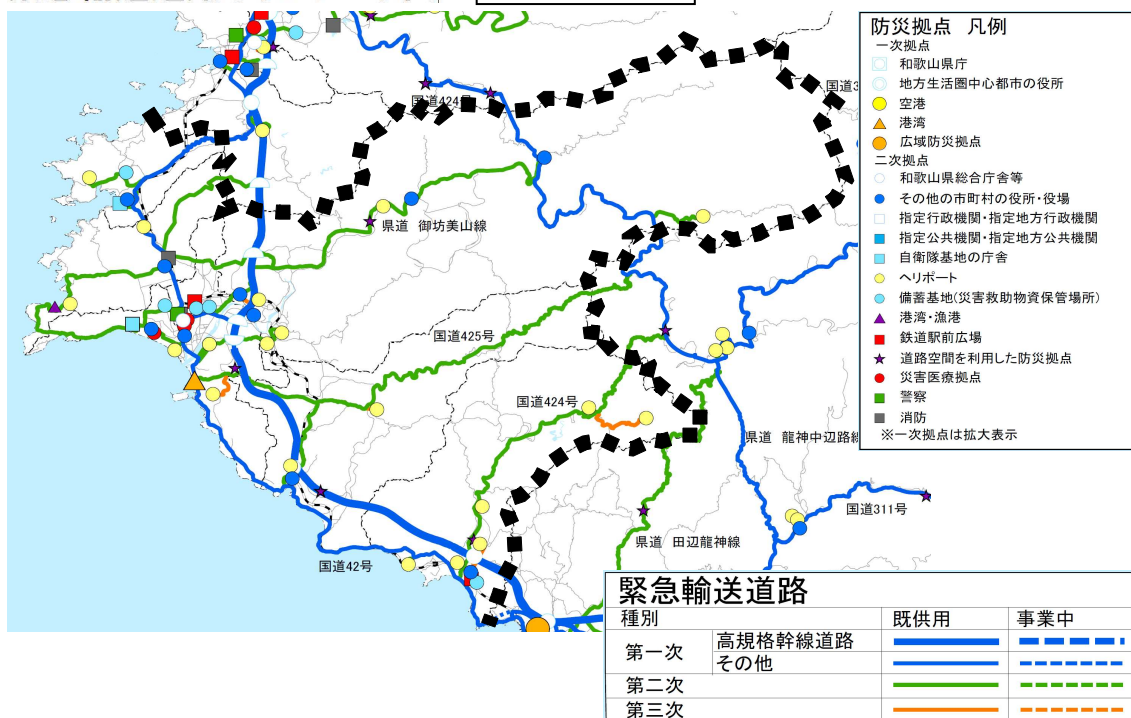 防災拠点 凡例
一次拠点
和歌山県庁
地方生活圏中心都市の役所
空港
港湾
広域防災拠点
二次拠点
和歌山県総合庁舎等
その他の市町村の役所・役場
指定行政機関・指定地方行政機関
指定公共機関・指定地方公共機関
自衛隊基地の庁舎
ヘリポート
備蓄基地(災害救助物資保管場所)
港湾・漁港
鉄道駅前広場
道路空間を利用した防災拠点
災害医療拠点
警察
消防
※一次拠点は拡大表示
国道424号
県道 御坊美山線
国道425号
国道424号
県道 龍神中辺路線
国道311号
県道 田辺龍神線
国道42号
緊急輸送道路
種別 既供用 事業中
第一次 高規格幹線道路
その他
第二次
第三次